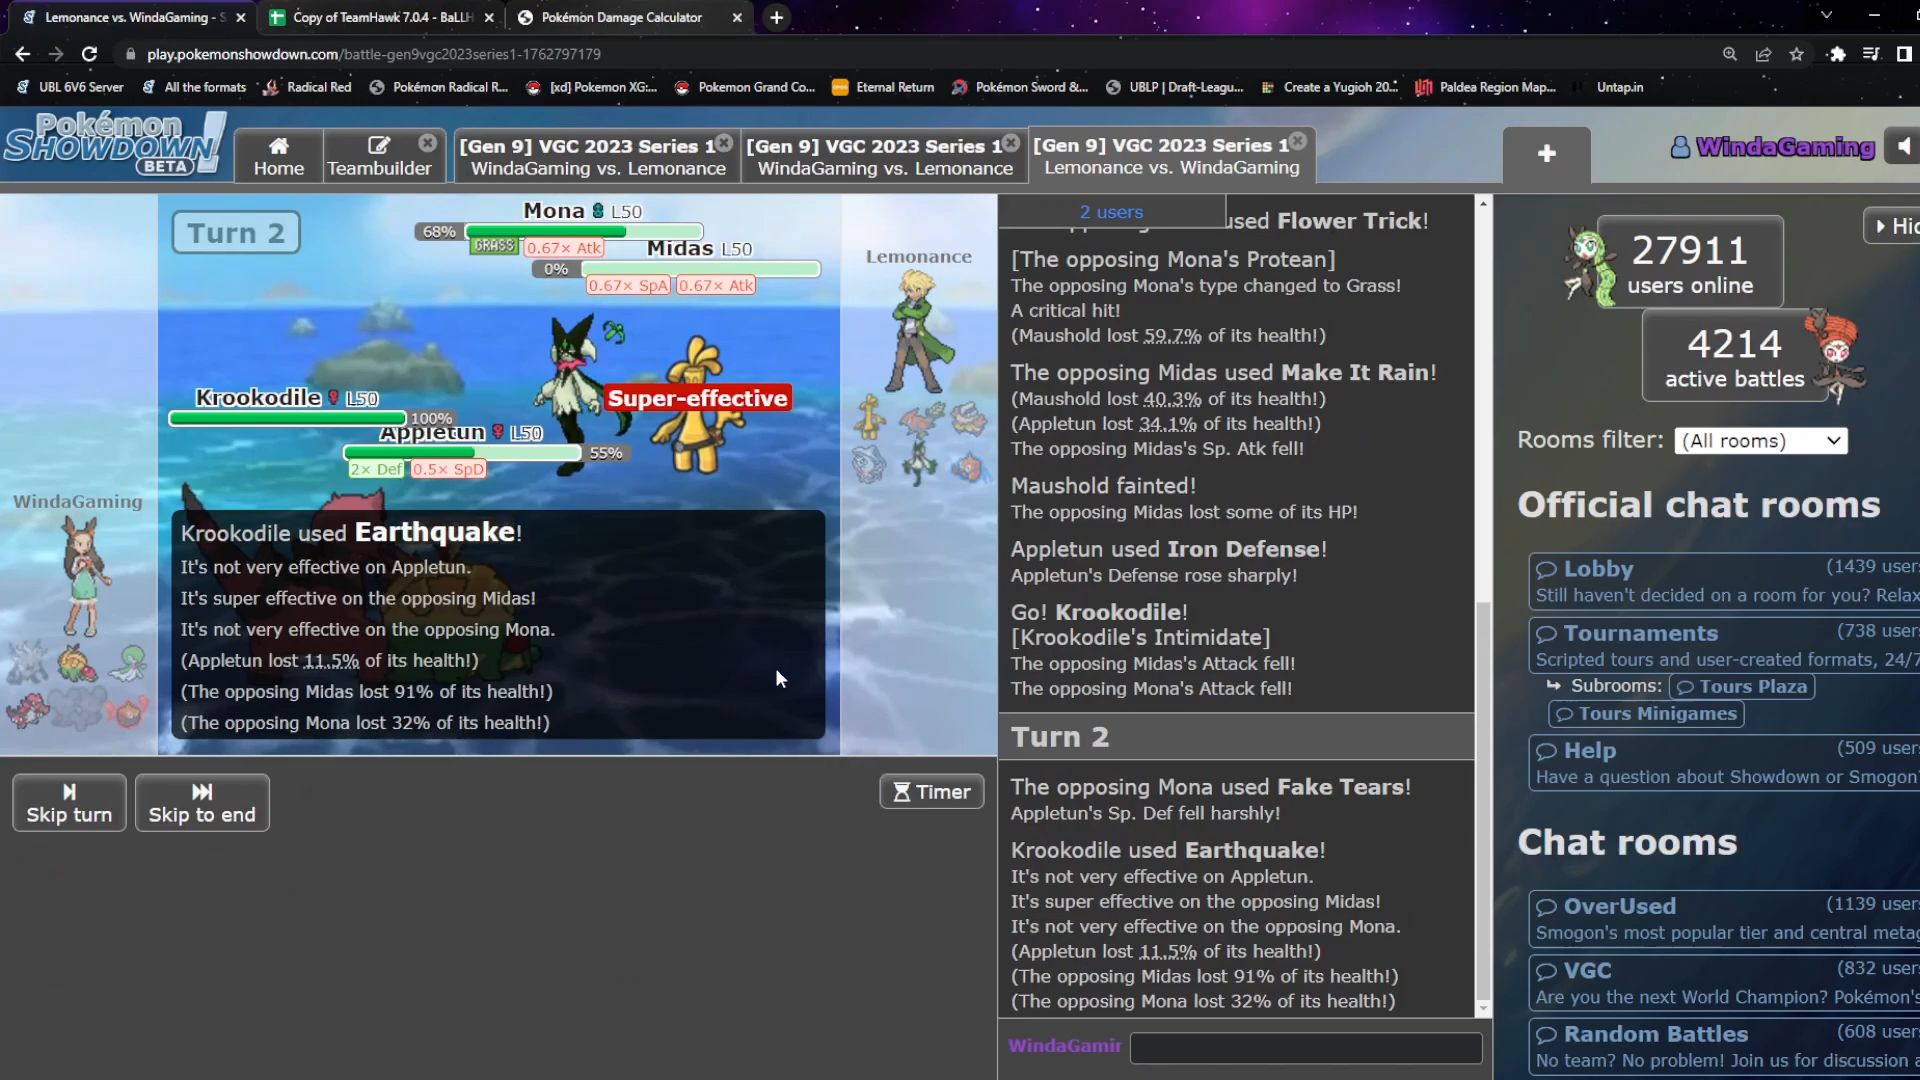 Lemonance vs. WindaGaming - S
Copy of TeamHawk 7.0.4 - BaLLH
Pokémon Damage Calculator
play.pokemonshowdown.com/battle-gen9vgc2023series1-1762797179
UBL 6V6 Server
All the formats
Radical Red
Pokémon Radical R...
[xd] Pokemon XG:...
Pokemon Grand Co...
Eternal Return
Pokémon Sword &...
UBLP | Draft-Leagu...
Create a Yugioh 20...
Paldea Region Map...
Untap.in
Pokémon
SHOWDOWN!
BETA
Home
Teambuilder
[Gen 9] VGC 2023 Series 1
WindaGaming vs. Lemonance
[Gen 9] VGC 2023 Series 1
WindaGaming vs. Lemonance
[Gen 9] VGC 2023 Series 1
Lemonance vs. WindaGaming
WindaGaming
Turn 2
Mona L50
68%
GRASS 0.67× Atk
Midas L50
0%
0.67× SpA 0.67× Atk
Lemonance
Super-effective
Krookodile L50
100%
Appletun L50
55%
2× Def 0.5× SpD
WindaGaming
Krookodile used Earthquake!
It's not very effective on Appletun.
It's super effective on the opposing Midas!
It's not very effective on the opposing Mona.
(Appletun lost 11.5% of its health!)
(The opposing Midas lost 91% of its health!)
(The opposing Mona lost 32% of its health!)
Skip turn
Skip to end
Timer
2 users
used Flower Trick!
[The opposing Mona's Protean]
The opposing Mona's type changed to Grass!
A critical hit!
(Maushold lost 59.7% of its health!)
The opposing Midas used Make It Rain!
(Maushold lost 40.3% of its health!)
(Appletun lost 34.1% of its health!)
The opposing Midas's Sp. Atk fell!
Maushold fainted!
The opposing Midas lost some of its HP!
Appletun used Iron Defense!
Appletun's Defense rose sharply!
Go! Krookodile!
[Krookodile's Intimidate]
The opposing Midas's Attack fell!
The opposing Mona's Attack fell!
Turn 2
The opposing Mona used Fake Tears!
Appletun's Sp. Def fell harshly!
Krookodile used Earthquake!
It's not very effective on Appletun.
It's super effective on the opposing Midas!
It's not very effective on the opposing Mona.
(Appletun lost 11.5% of its health!)
(The opposing Midas lost 91% of its health!)
(The opposing Mona lost 32% of its health!)
WindaGamir
Hic
27911
users online
4214
active battles
Rooms filter: (All rooms)
Official chat rooms
Lobby (1439 users
Still haven't decided on a room for you? Relax
Tournaments (738 users
Scripted tours and user-created formats, 24/7
Subrooms: Tours Plaza
Tours Minigames
Help (509 users
Have a question about Showdown or Smogon'
Chat rooms
OverUsed (1139 users
Smogon's most popular tier and central metag
VGC (832 users
Are you the next World Champion? Pokémon's
Random Battles (608 users
No team? No problem! Join us for discussion a